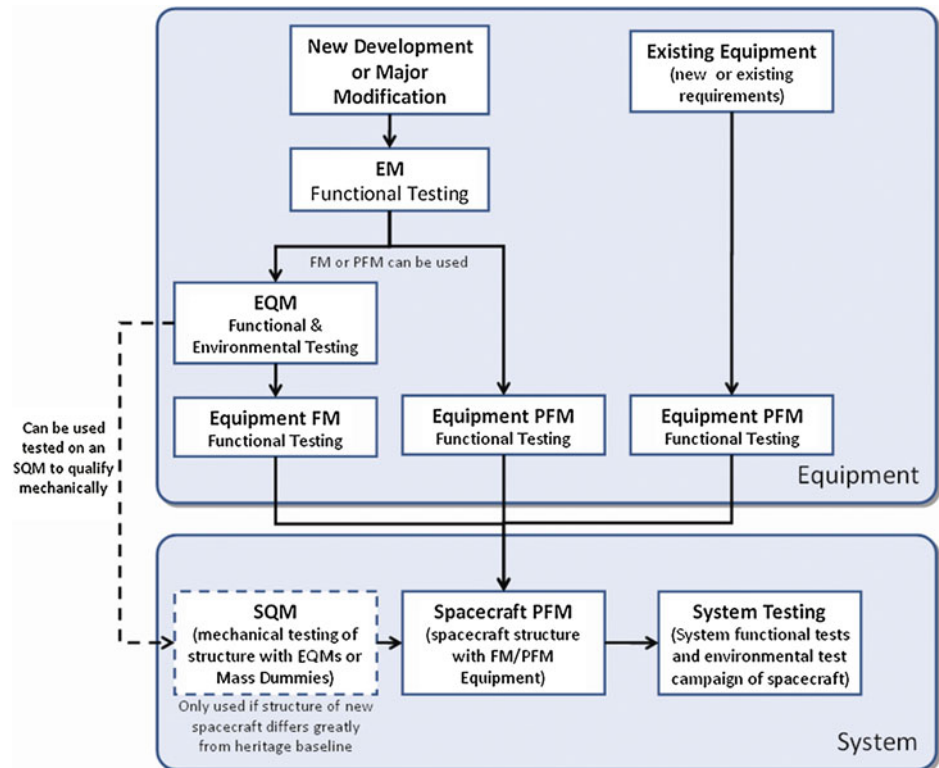 New Development
or Major
Modification
Existing Equipment
(new or existing
requirements)
EM
Functional Testing
FM or PFM can be used
EQM
Functional &
Environmental Testing
Equipment FM
Functional Testing
Equipment PFM
Functional Testing
Equipment PFM
Functional Testing
Can be used
tested on an
SQM to qualify
mechanically
Equipment
SQM
(mechanical testing of
structure with EQMs or
Mass Dummies)
Only used if structure of new
spacecraft differs greatly
from heritage baseline
Spacecraft PFM
(spacecraft structure
with FM/PFM
Equipment)
System Testing
(System functional tests
and environmental test
campaign of spacecraft)
System